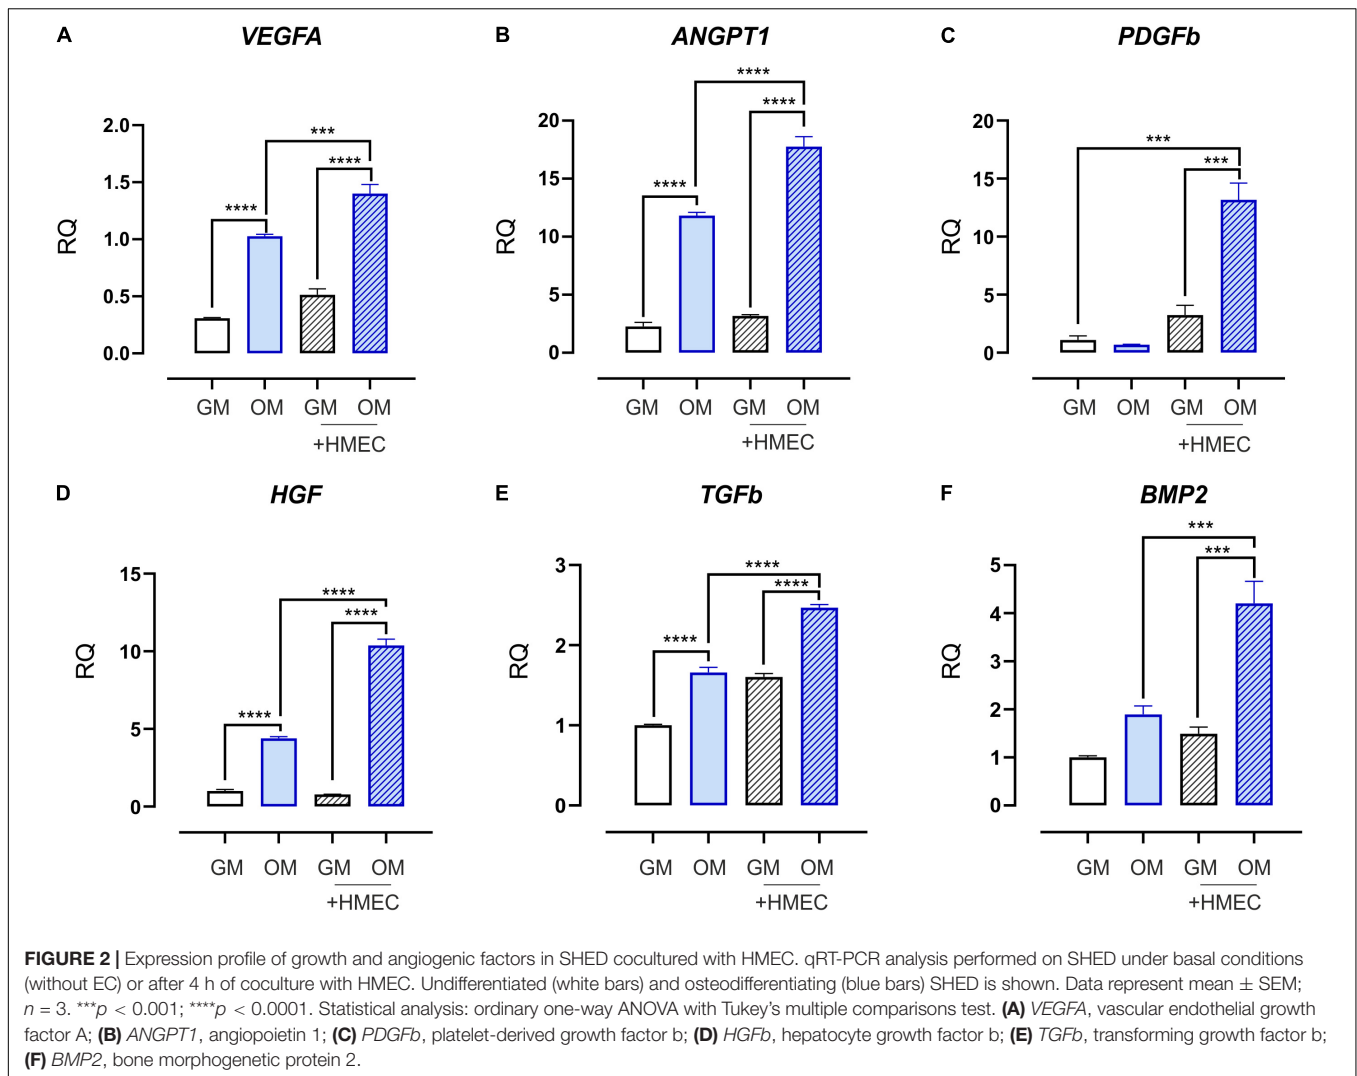 A VEGFA
RQ
2.0
1.5
1.0
0.5
0.0
****
***
****
GM OM GM OM
+HMEC
B ANGPT1
RQ
20
15
10
5
0
****
****
****
GM OM GM OM
+HMEC
C PDGFb
RQ
20
15
10
5
0
***
***
GM OM GM OM
+HMEC
D HGF
RQ
15
10
5
0
****
****
****
GM OM GM OM
+HMEC
E TGFb
RQ
3
2
1
0
****
****
****
GM OM GM OM
+HMEC
F BMP2
RQ
5
4
3
2
1
0
***
***
GM OM GM OM
+HMEC
FIGURE 2 | Expression profile of growth and angiogenic factors in SHED cocultured with HMEC. qRT-PCR analysis performed on SHED under basal conditions
(without EC) or after 4 h of coculture with HMEC. Undifferentiated (white bars) and osteodifferentiating (blue bars) SHED is shown. Data represent mean ± SEM;
n = 3. ***p < 0.001; ****p < 0.0001. Statistical analysis: ordinary one-way ANOVA with Tukey's multiple comparisons test. (A) VEGFA, vascular endothelial growth
factor A; (B) ANGPT1, angiopoietin 1; (C) PDGFb, platelet-derived growth factor b; (D) HGFb, hepatocyte growth factor b; (E) TGFb, transforming growth factor b;
(F) BMP2, bone morphogenetic protein 2.